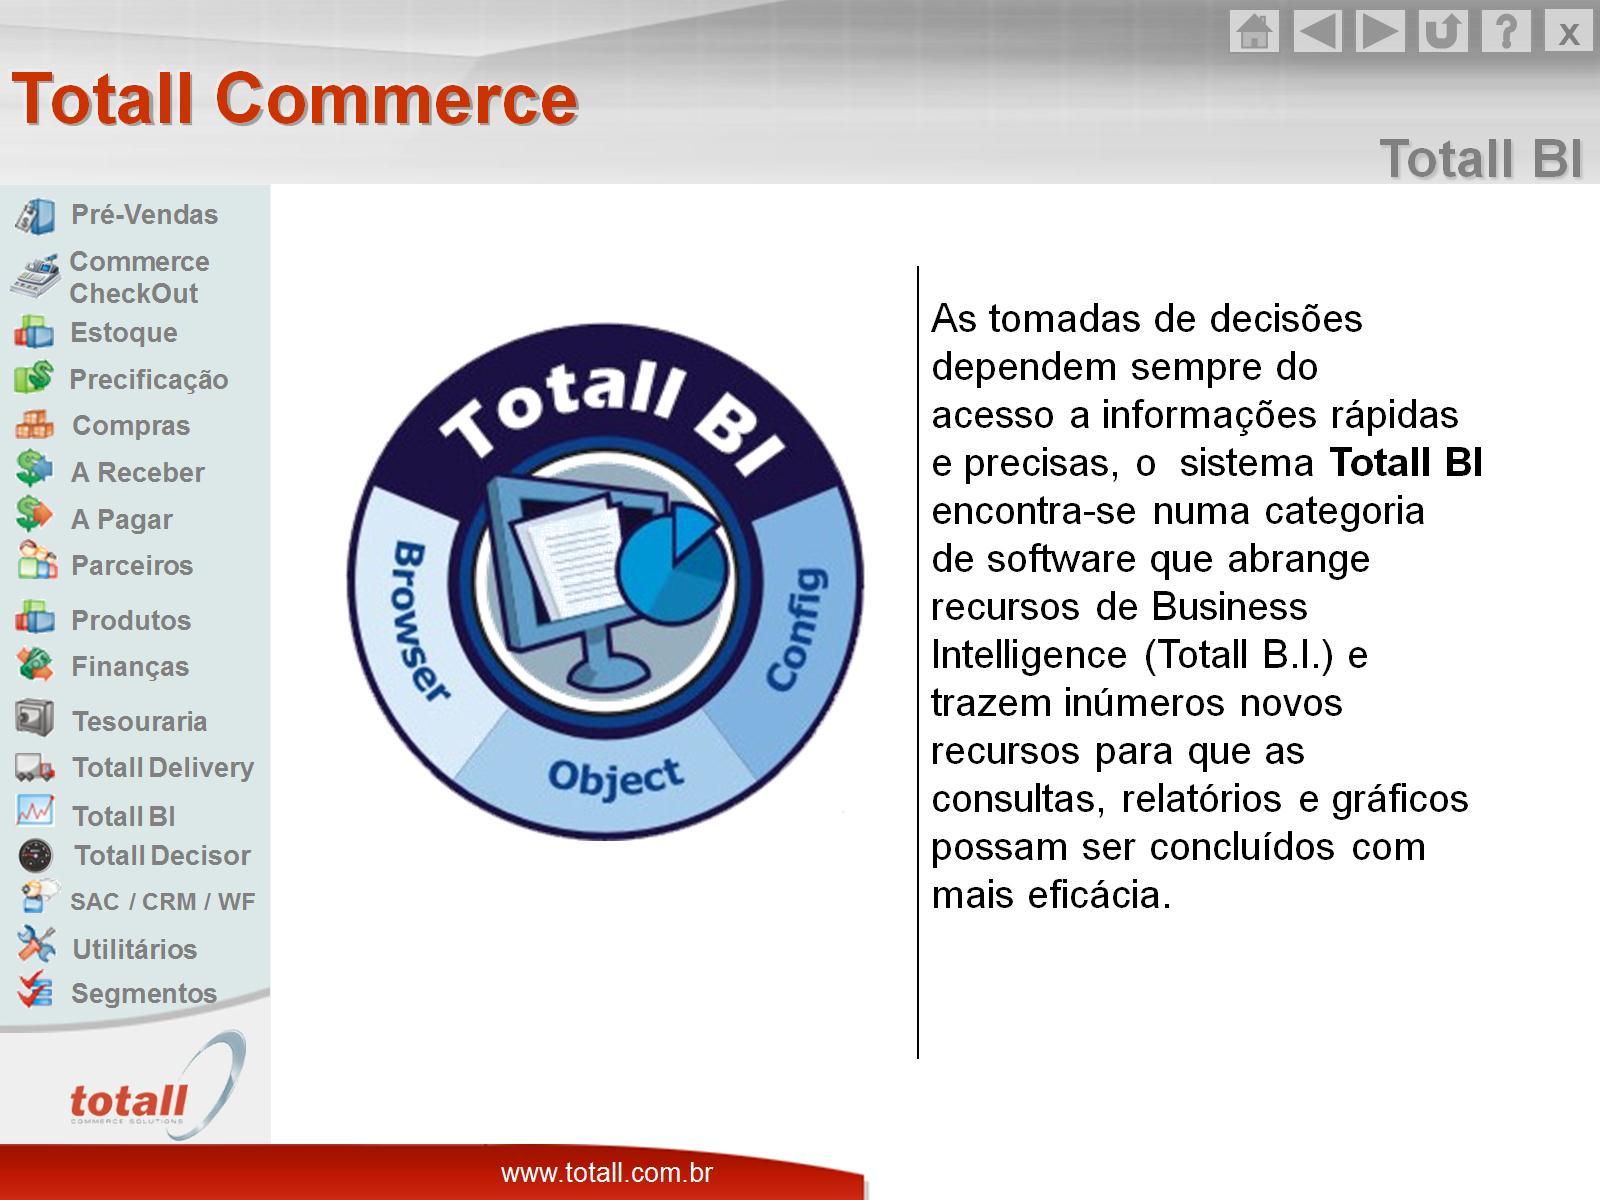 x
Totall Commerce
Totall BI
Pré-Vendas
Commerce
CheckOut
Estoque
Precificação
Compras
A Receber
A Pagar
Parceiros
Produtos
Finanças
Tesouraria
Totall Delivery
Totall BI
Totall Decisor
SAC / CRM / WF
Utilitários
Segmentos
totall
COMMERCE SOLUTIONS
Totall BI
Browser
Object
Config
As tomadas de decisões
dependem sempre do
acesso a informações rápidas
e precisas, o sistema Totall BI
encontra-se numa categoria
de software que abrange
recursos de Business
Intelligence (Totall B.I.) e
trazem inúmeros novos
recursos para que as
consultas, relatórios e gráficos
possam ser concluídos com
mais eficácia.
www.totall.com.br